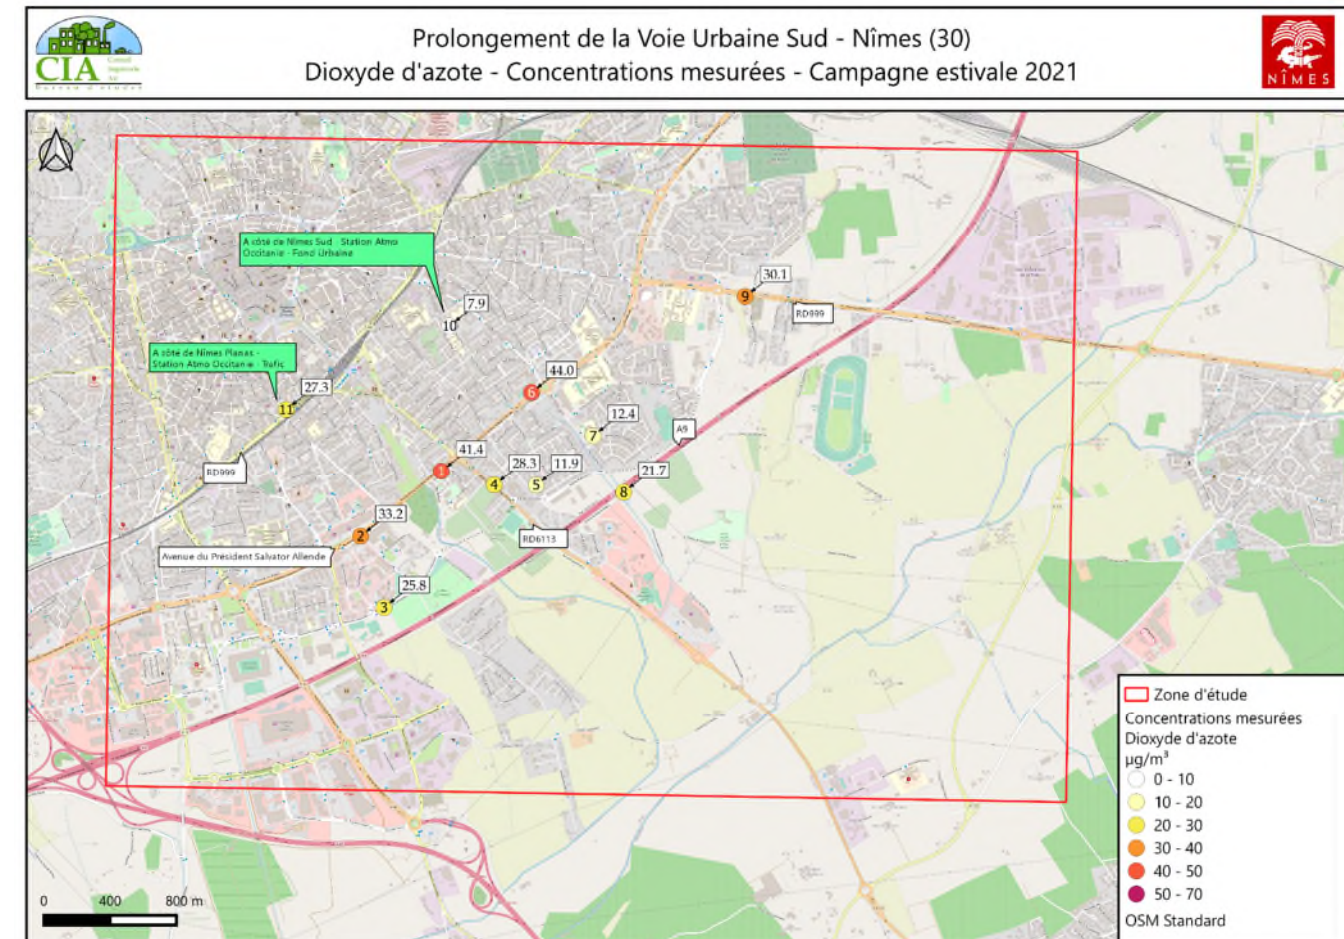 CIA
Conseil
Ingénierie
Air
bureau d'études
Prolongement de la Voie Urbaine Sud - Nîmes (30)
Dioxyde d'azote - Concentrations mesurées - Campagne estivale 2021
NÎMES
A côté de Nîmes Sud - Station Atmo
Occitanie - Fond Urbaine
7.9
10
30.1
9
RD999
A côté de Nîmes Planas -
Station Atmo Occitanie - Trafic
27.3
11
44.0
6
12.4
7
A9
RD999
41.4
1
28.3
4
11.9
5
21.7
8
33.2
2
RD6113
Avenue du Président Salvator Allende
25.8
3
Zone d'étude
Concentrations mesurées
Dioxyde d'azote
µg/m³
0 - 10
10 - 20
20 - 30
30 - 40
40 - 50
50 - 70
OSM Standard
0 400 800 m